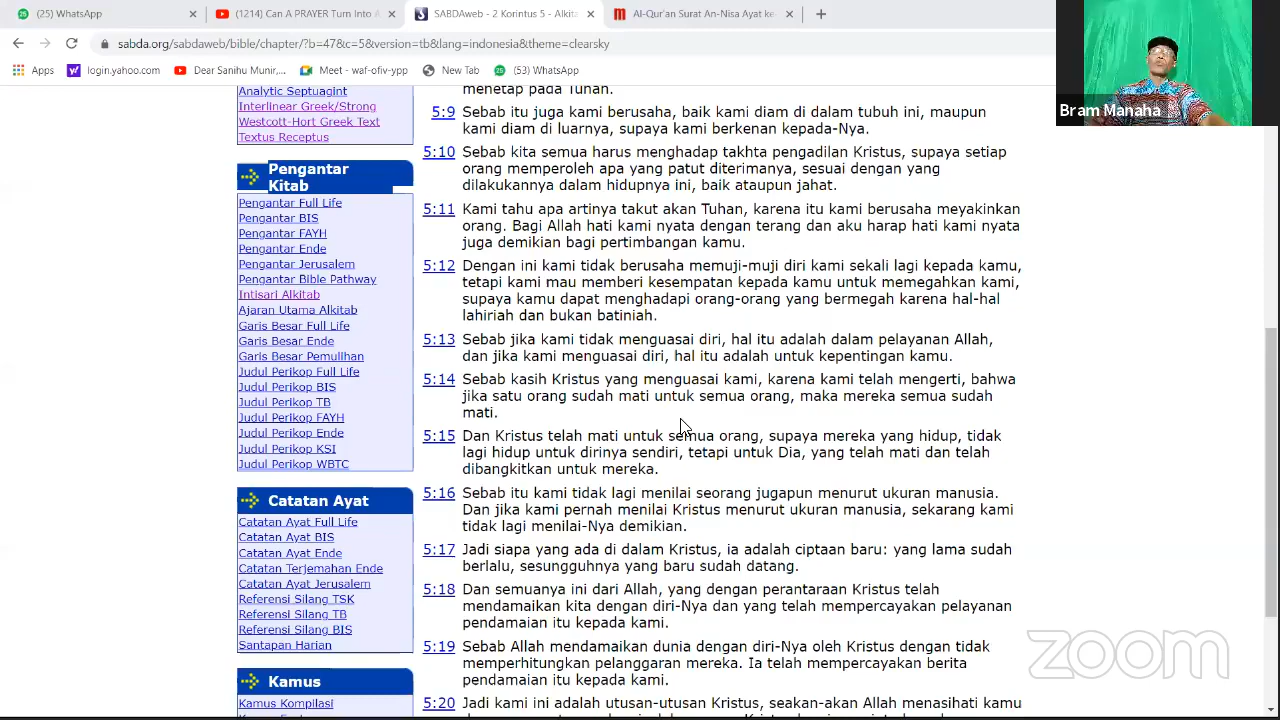 (25) WhatsApp
(1214) Can A PRAYER Turn Into A
SABDAweb - 2 Korintus 5 - Alkita
Al-Qur'an Surat An-Nisa Ayat ke-
sabda.org/sabdaweb/bible/chapter/?b=47&c=5&version=tb&lang=indonesia&theme=clearsky
Apps
login.yahoo.com
Dear Sanihu Munir,...
Meet - waf-ofiv-ypp
New Tab
(53) WhatsApp
Bram Manaha
Analytic Septuagint
Interlinear Greek/Strong
Westcott-Hort Greek Text
Textus Receptus
Pengantar
Kitab
Pengantar Full Life
Pengantar BIS
Pengantar FAYH
Pengantar Ende
Pengantar Jerusalem
Pengantar Bible Pathway
Intisari Alkitab
Ajaran Utama Alkitab
Garis Besar Full Life
Garis Besar Ende
Garis Besar Pemulihan
Judul Perikop Full Life
Judul Perikop BIS
Judul Perikop TB
Judul Perikop FAYH
Judul Perikop Ende
Judul Perikop KSI
Judul Perikop WBTC
Catatan Ayat
Catatan Ayat Full Life
Catatan Ayat BIS
Catatan Ayat Ende
Catatan Terjemahan Ende
Catatan Ayat Jerusalem
Referensi Silang TSK
Referensi Silang TB
Referensi Silang BIS
Santapan Harian
Kamus
Kamus Kompilasi
menetap pada Tuhan.
5:9 Sebab itu juga kami berusaha, baik kami diam di dalam tubuh ini, maupun
kami diam di luarnya, supaya kami berkenan kepada-Nya.
5:10 Sebab kita semua harus menghadap takhta pengadilan Kristus, supaya setiap
orang memperoleh apa yang patut diterimanya, sesuai dengan yang
dilakukannya dalam hidupnya ini, baik ataupun jahat.
5:11 Kami tahu apa artinya takut akan Tuhan, karena itu kami berusaha meyakinkan
orang. Bagi Allah hati kami nyata dengan terang dan aku harap hati kami nyata
juga demikian bagi pertimbangan kamu.
5:12 Dengan ini kami tidak berusaha memuji-muji diri kami sekali lagi kepada kamu,
tetapi kami mau memberi kesempatan kepada kamu untuk memegahkan kami,
supaya kamu dapat menghadapi orang-orang yang bermegah karena hal-hal
lahiriah dan bukan batiniah.
5:13 Sebab jika kami tidak menguasai diri, hal itu adalah dalam pelayanan Allah,
dan jika kami menguasai diri, hal itu adalah untuk kepentingan kamu.
5:14 Sebab kasih Kristus yang menguasai kami, karena kami telah mengerti, bahwa
jika satu orang sudah mati untuk semua orang, maka mereka semua sudah
mati.
5:15 Dan Kristus telah mati untuk semua orang, supaya mereka yang hidup, tidak
lagi hidup untuk dirinya sendiri, tetapi untuk Dia, yang telah mati dan telah
dibangkitkan untuk mereka.
5:16 Sebab itu kami tidak lagi menilai seorang jugapun menurut ukuran manusia.
Dan jika kami pernah menilai Kristus menurut ukuran manusia, sekarang kami
tidak lagi menilai-Nya demikian.
5:17 Jadi siapa yang ada di dalam Kristus, ia adalah ciptaan baru: yang lama sudah
berlalu, sesungguhnya yang baru sudah datang.
5:18 Dan semuanya ini dari Allah, yang dengan perantaraan Kristus telah
mendamaikan kita dengan diri-Nya dan yang telah mempercayakan pelayanan
pendamaian itu kepada kami.
5:19 Sebab Allah mendamaikan dunia dengan diri-Nya oleh Kristus dengan tidak
memperhitungkan pelanggaran mereka. Ia telah mempercayakan berita
pendamaian itu kepada kami.
5:20 Jadi kami ini adalah utusan-utusan Kristus, seakan-akan Allah menasihati kamu
zoom